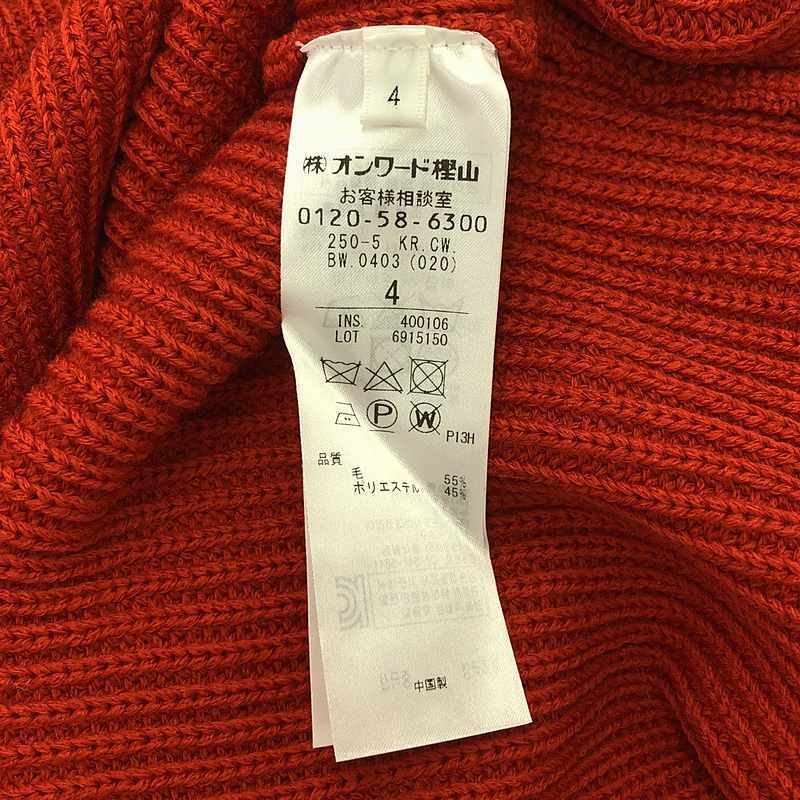 4
(株)オンワード樫山
お客様相談室
0120-58-6300
250-5 KR.CW.
BW.0403 (020)
4
INS. 400106
LOT 6915150
P
W
P13H
品質
毛 55%
ポリエステル 45%
中国製